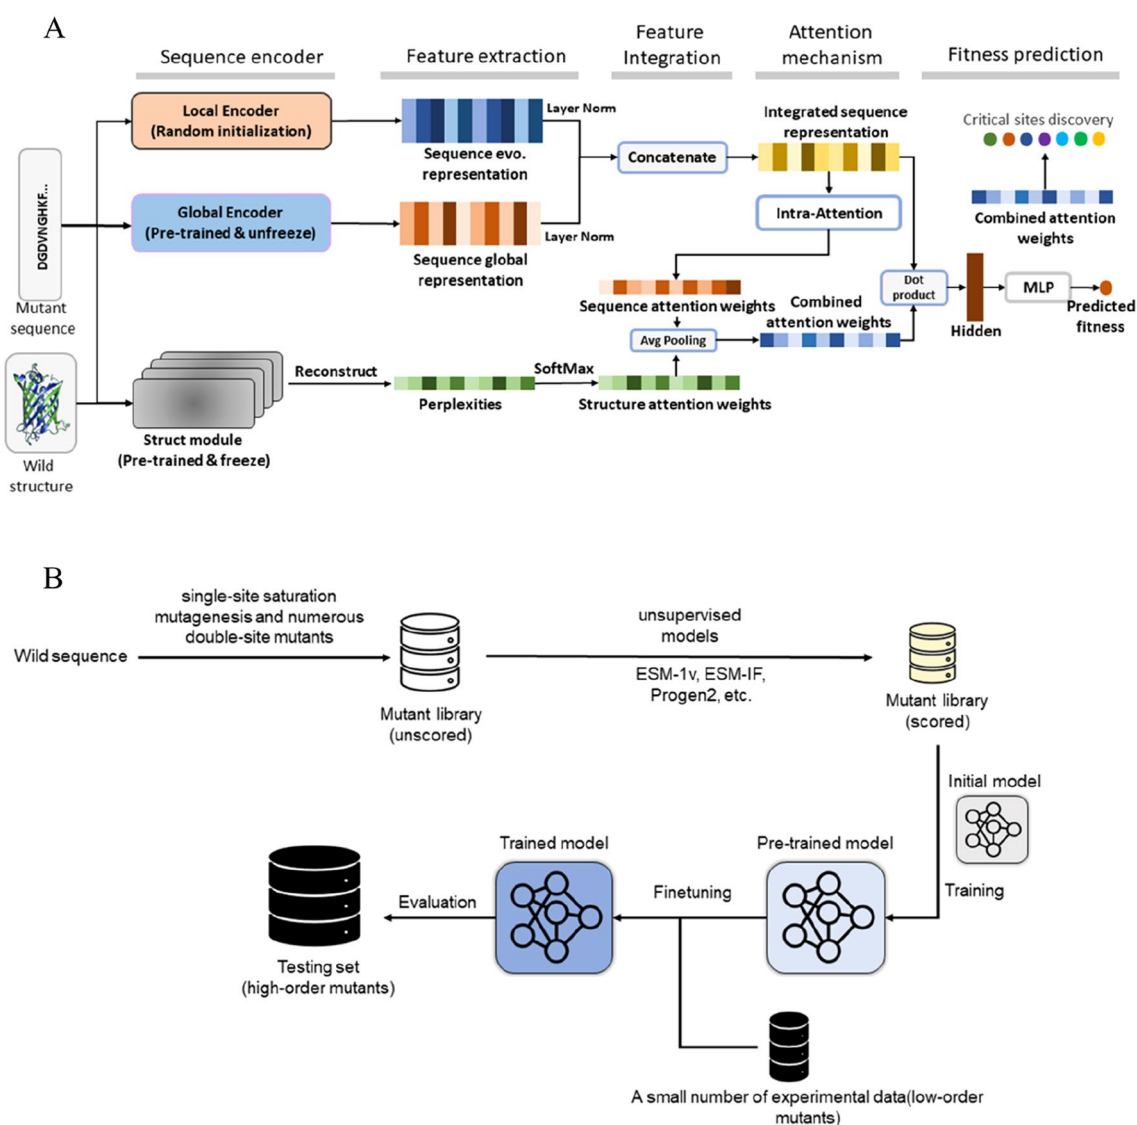 A
Sequence encoder
Feature extraction
Feature
Integration
Attention
mechanism
Fitness prediction
Local Encoder
(Random initialization)
Layer Norm
Sequence evo.
representation
Concatenate
Integrated sequence
representation
Critical sites discovery
DGDVNGHKF...
Mutant
sequence
Global Encoder
(Pre-trained & unfreeze)
Layer Norm
Sequence global
representation
Intra-Attention
Combined attention
weights
Sequence attention weights
Combined
attention weights
Dot
product
Hidden
MLP
Predicted
fitness
Avg Pooling
Reconstruct
Perplexities
SoftMax
Structure attention weights
Struct module
(Pre-trained & freeze)
Wild
structure
B
Wild sequence
single-site saturation
mutagenesis and numerous
double-site mutants
Mutant library
(unscored)
unsupervised
models
ESM-1v, ESM-IF,
Progen2, etc.
Mutant library
(scored)
Initial model
Training
Pre-trained model
Finetuning
Trained model
Evaluation
Testing set
(high-order mutants)
A small number of experimental data(low-order
mutants)